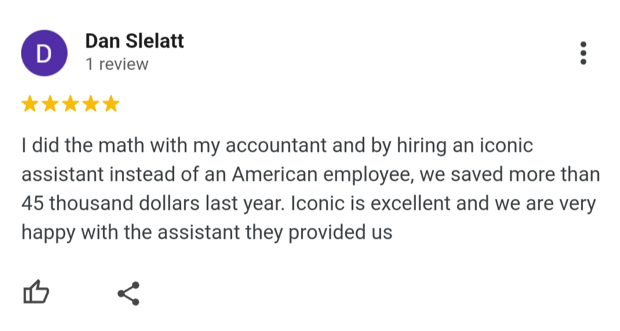 D
Dan Slelatt
1 review
I did the math with my accountant and by hiring an iconic
assistant instead of an American employee, we saved more than
45 thousand dollars last year. Iconic is excellent and we are very
happy with the assistant they provided us